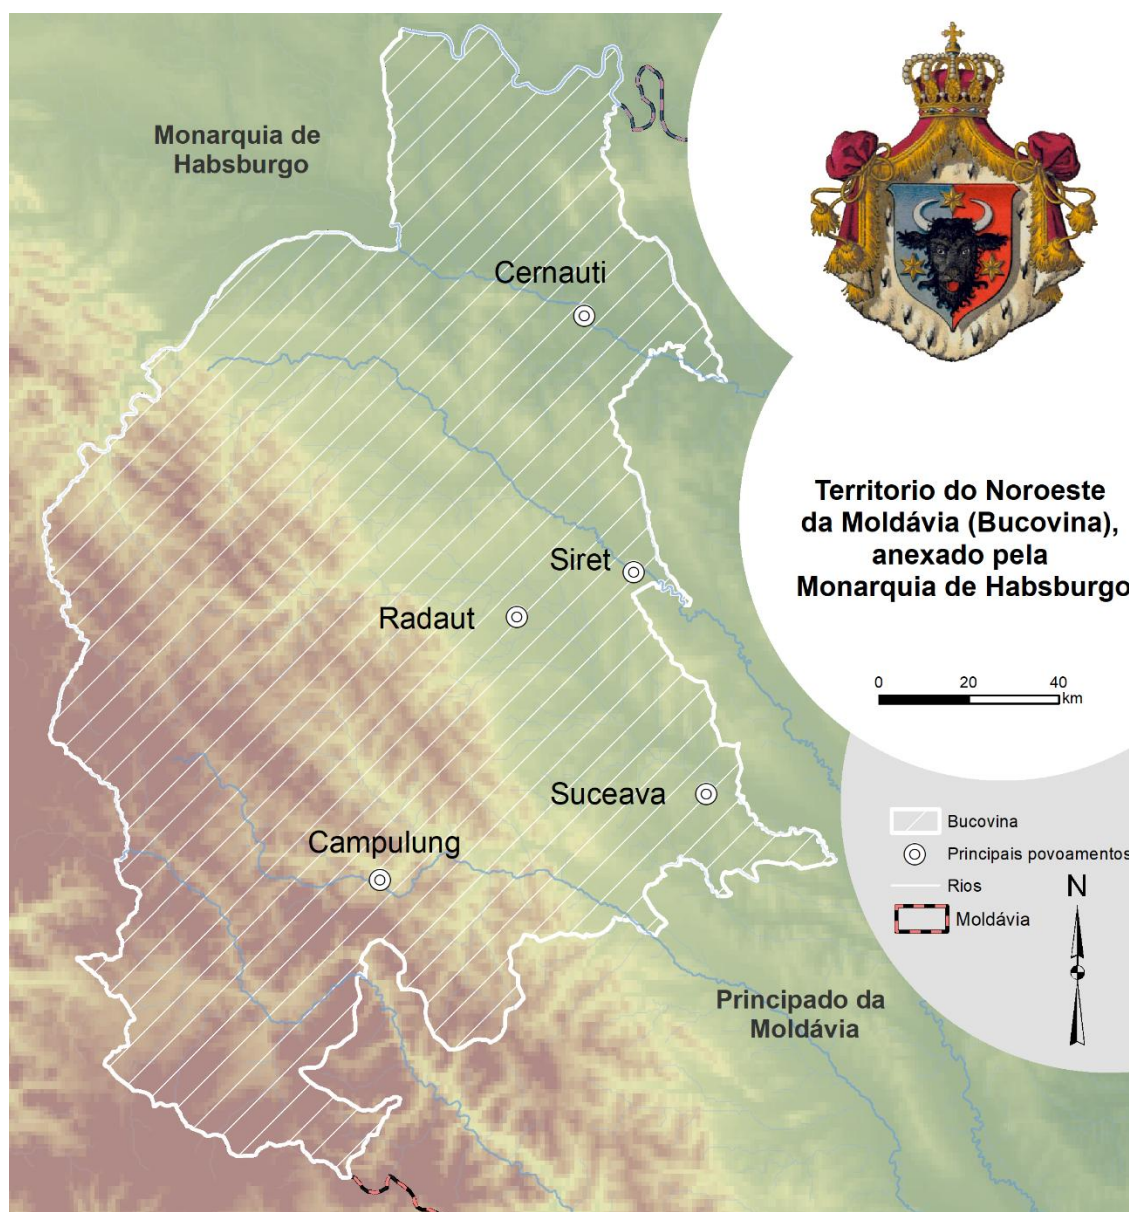 Monarquia de
Habsburgo
Cernauti
Siret
Radaut
Suceava
Campulung
Principado da
Moldávia
Territorio do Noroeste
da Moldávia (Bucovina),
anexado pela
Monarquia de Habsburgo
0 20 40
km
Bucovina
Principais povoamentos
Rios
Moldávia
N